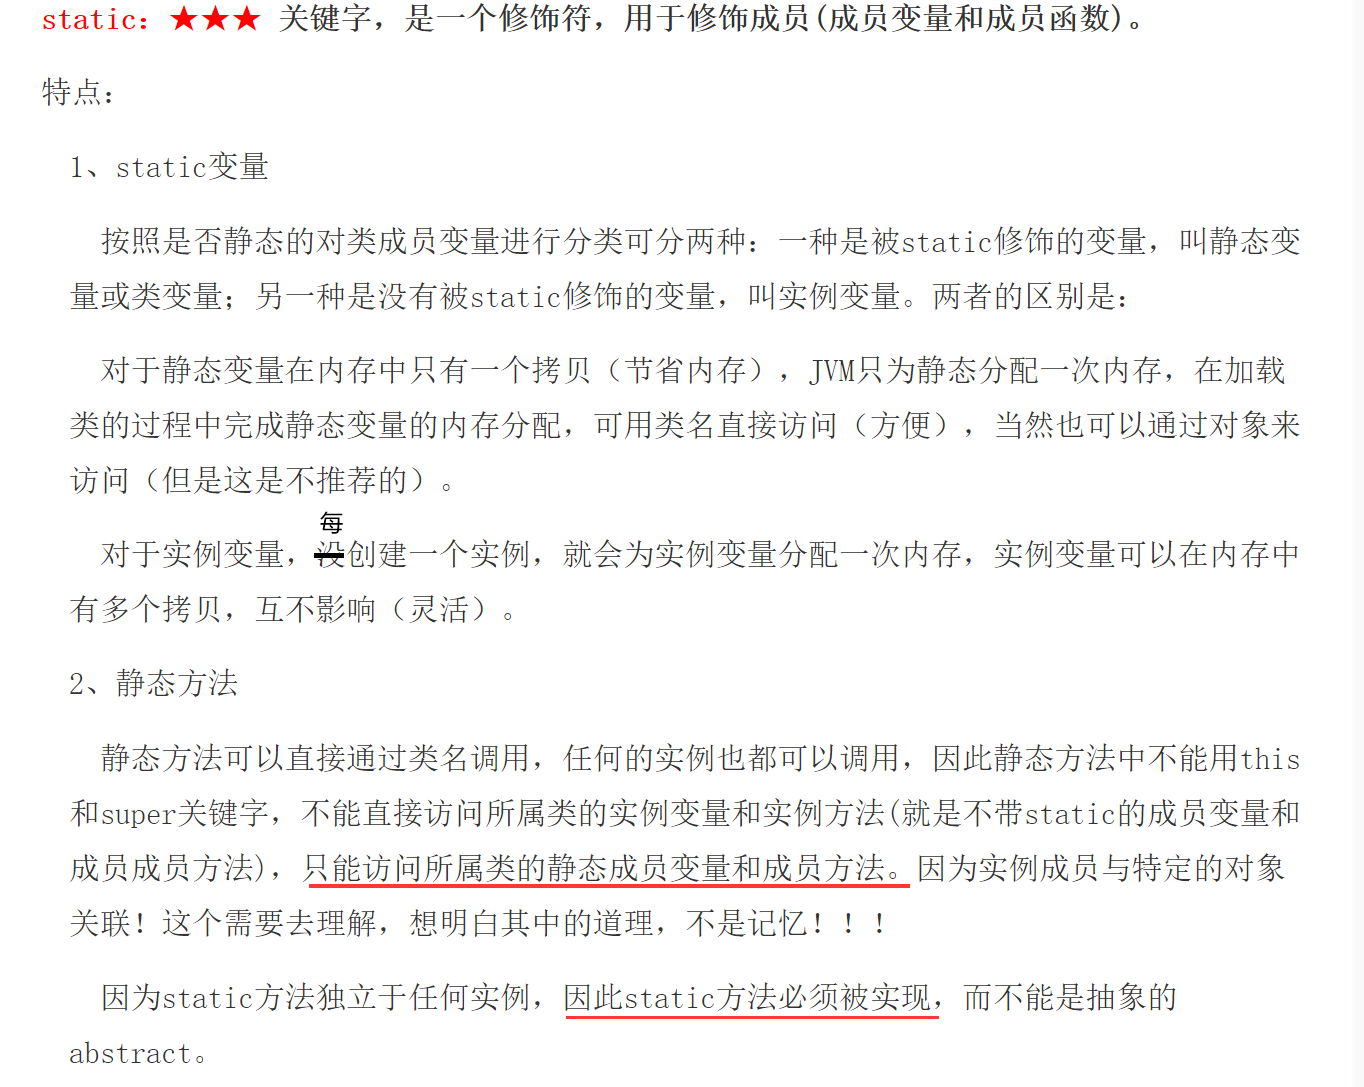 static：★★★ 关键字，是一个修饰符，用于修饰成员(成员变量和成员函数)。
特点：
1、static变量
按照是否静态的对类成员变量进行分类可分两种：一种是被static修饰的变量，叫静态变
量或类变量；另一种是没有被static修饰的变量，叫实例变量。两者的区别是：
对于静态变量在内存中只有一个拷贝（节省内存），JVM只为静态分配一次内存，在加载
类的过程中完成静态变量的内存分配，可用类名直接访问（方便），当然也可以通过对象来
访问（但是这是不推荐的）。
每
对于实例变量，没创建一个实例，就会为实例变量分配一次内存，实例变量可以在内存中
有多个拷贝，互不影响（灵活）。
2、静态方法
静态方法可以直接通过类名调用，任何的实例也都可以调用，因此静态方法中不能用this
和super关键字，不能直接访问所属类的实例变量和实例方法(就是不带static的成员变量和
成员成员方法)，只能访问所属类的静态成员变量和成员方法。因为实例成员与特定的对象
关联！这个需要去理解，想明白其中的道理，不是记忆！！！
因为static方法独立于任何实例，因此static方法必须被实现，而不能是抽象的
abstract。